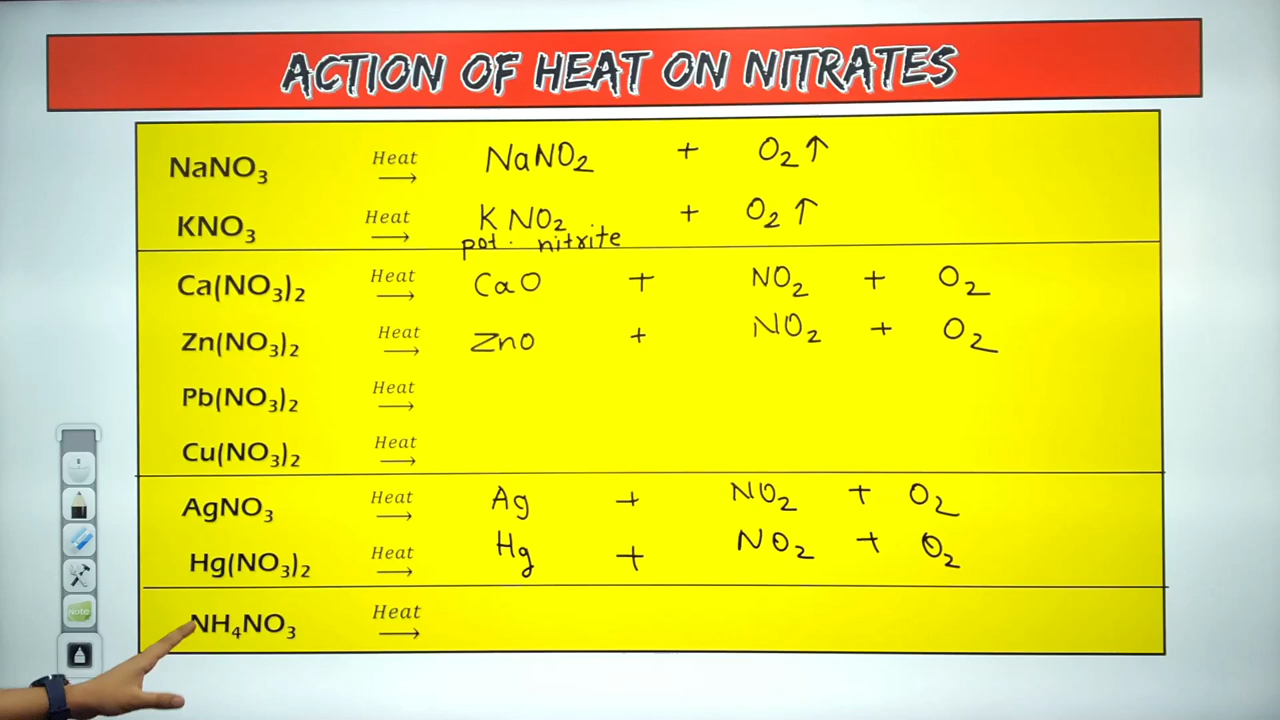 ACTION OF HEAT ON NITRATES
NaNO₃ Heat → NaNO₂ + O₂ ↑
KNO₃ Heat → KNO₂ + O₂ ↑
pot. nitrite
Ca(NO₃)₂ Heat → CaO + NO₂ + O₂
Zn(NO₃)₂ Heat → ZnO + NO₂ + O₂
Pb(NO₃)₂ Heat →
Cu(NO₃)₂ Heat →
AgNO₃ Heat → Ag + NO₂ + O₂
Hg(NO₃)₂ Heat → Hg + NO₂ + O₂
Note
NH₄NO₃ Heat →